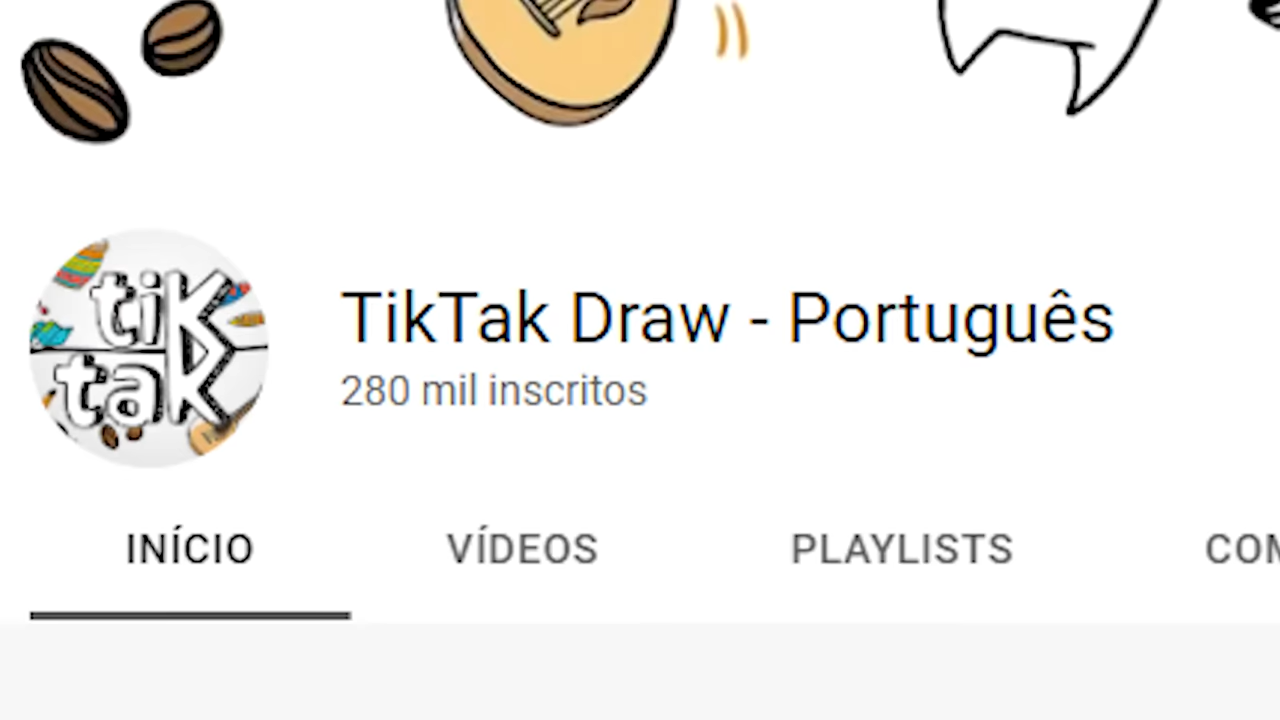 tiK
taK
TikTak Draw - Português
280 mil inscritos
INÍCIO VÍDEOS PLAYLISTS